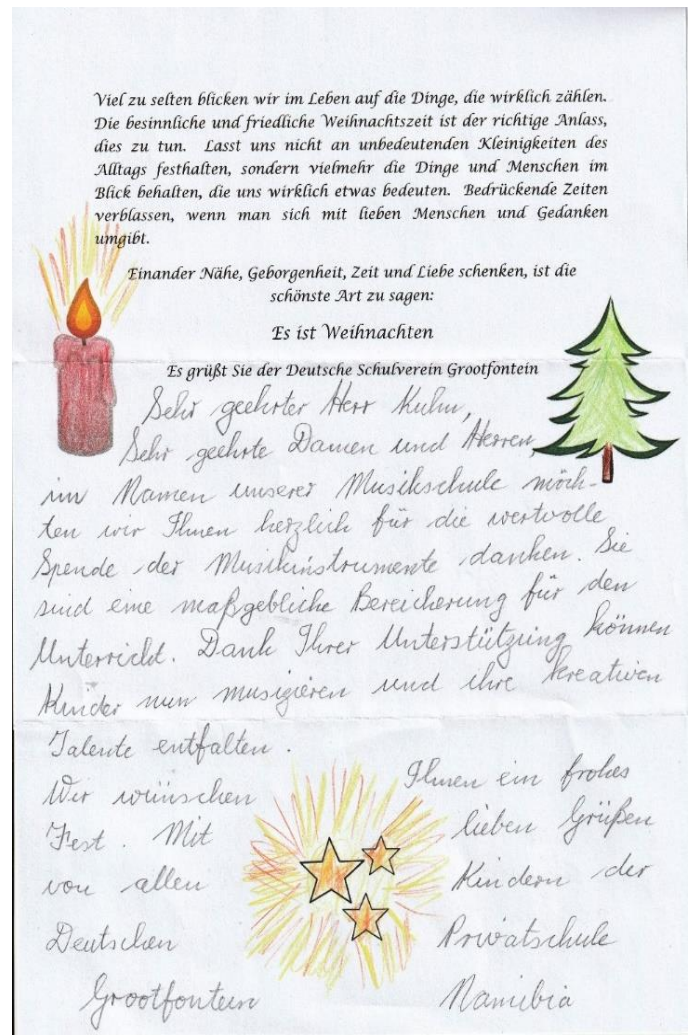 Viel zu selten blicken wir im Leben auf die Dinge, die wirklich zählen.
Die besinnliche und friedliche Weihnachtszeit ist der richtige Anlass,
dies zu tun. Lasst uns nicht an unbedeutenden Kleinigkeiten des
Alltags festhalten, sondern vielmehr die Dinge und Menschen im
Blick behalten, die uns wirklich etwas bedeuten. Bedrückende Zeiten
verblassen, wenn man sich mit lieben Menschen und Gedanken
umgibt.
Einander Nähe, Geborgenheit, Zeit und Liebe schenken, ist die
schönste Art zu sagen:
Es ist Weihnachten
Es grüßt Sie der Deutsche Schulverein Grootfontein
Sehr geehrter Herr Kuhn,
Sehr geehrte Damen und Herren,
im Namen unserer Musikschule möch-
ten wir Ihnen herzlich für die wertvolle
Spende der Musikinstrumente danken. Sie
sind eine maßgebliche Bereicherung für den
Unterricht. Dank Ihrer Unterstützung können
Kinder nun musizieren und ihre kreativen
Talente entfalten.
Wir wünschen Ihnen ein frohes
Fest. Mit lieben Grüßen
von allen Kindern der
Deutschen Privatschule
Grootfontein Namibia